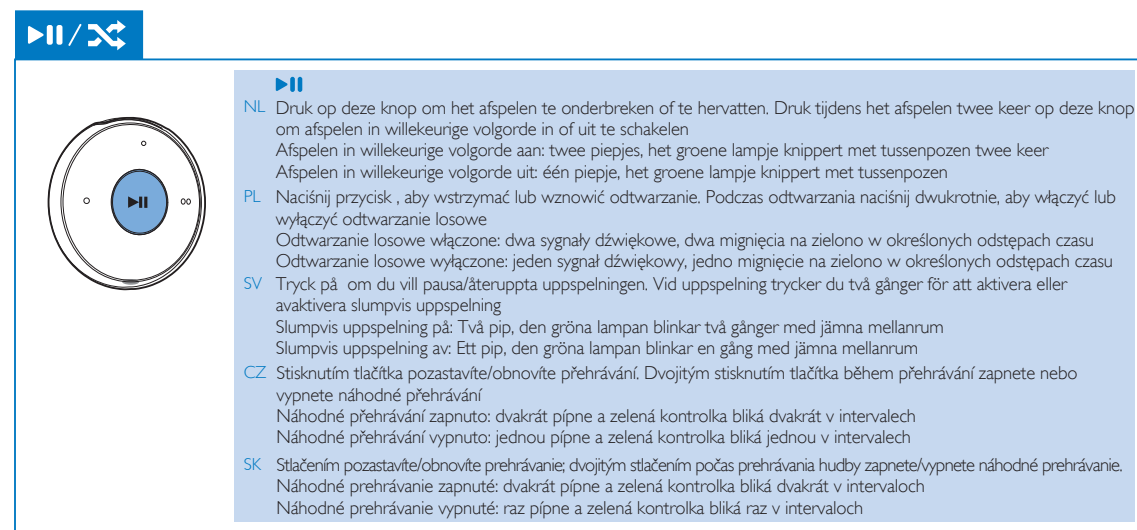 NL Druk op deze knop om het afspelen te onderbreken of te hervatten. Druk tijdens het afspelen twee keer op deze knop
om afspelen in willekeurige volgorde in of uit te schakelen
Afspelen in willekeurige volgorde aan: twee piepjes, het groene lampje knippert met tussenpozen twee keer
Afspelen in willekeurige volgorde uit: één piepje, het groene lampje knippert met tussenpozen
PL Naciśnij przycisk , aby wstrzymać lub wznowić odtwarzanie. Podczas odtwarzania naciśnij dwukrotnie, aby włączyć lub
wyłączyć odtwarzanie losowe
Odtwarzanie losowe włączone: dwa sygnały dźwiękowe, dwa mignięcia na zielono w określonych odstępach czasu
Odtwarzanie losowe wyłączone: jeden sygnał dźwiękowy, jedno mignięcie na zielono w określonych odstępach czasu
SV Tryck på om du vill pausa/återuppta uppspelningen. Vid uppspelning trycker du två gånger för att aktivera eller
avaktivera slumpvis uppspelning
Slumpvis uppspelning på: Två pip, den gröna lampan blinkar två gånger med jämna mellanrum
Slumpvis uppspelning av: Ett pip, den gröna lampan blinkar en gång med jämna mellanrum
CZ Stisknutím tlačítka pozastavíte/obnovíte přehrávání. Dvojitým stisknutím tlačítka během přehrávání zapnete nebo
vypnete náhodné přehrávání
Náhodné přehrávání zapnuto: dvakrát pípne a zelená kontrolka bliká dvakrát v intervalech
Náhodné přehrávání vypnuto: jednou pípne a zelená kontrolka bliká jednou v intervalech
SK Stlačením pozastavíte/obnovíte prehrávanie; dvojitým stlačením počas prehrávania hudby zapnete/vypnete náhodné prehrávanie.
Náhodné prehrávanie zapnuté: dvakrát pípne a zelená kontrolka bliká dvakrát v intervaloch
Náhodné prehrávanie vypnuté: raz pípne a zelená kontrolka bliká raz v intervaloch